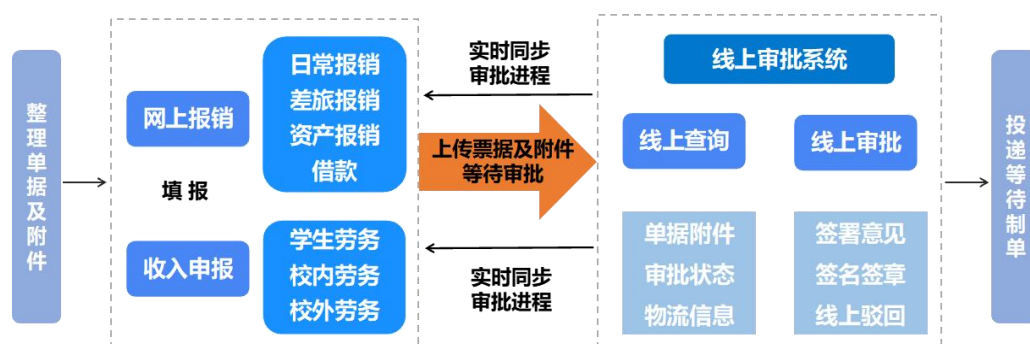 整理单据及附件
网上报销
填 报
收入申报
日常报销
差旅报销
资产报销
借款
学生劳务
校内劳务
校外劳务
实时同步
审批进程
上传票据及附件
等待审批
实时同步
审批进程
线上审批系统
线上查询
线上审批
单据附件
审批状态
物流信息
签署意见
签名签章
线上驳回
投递等待制单